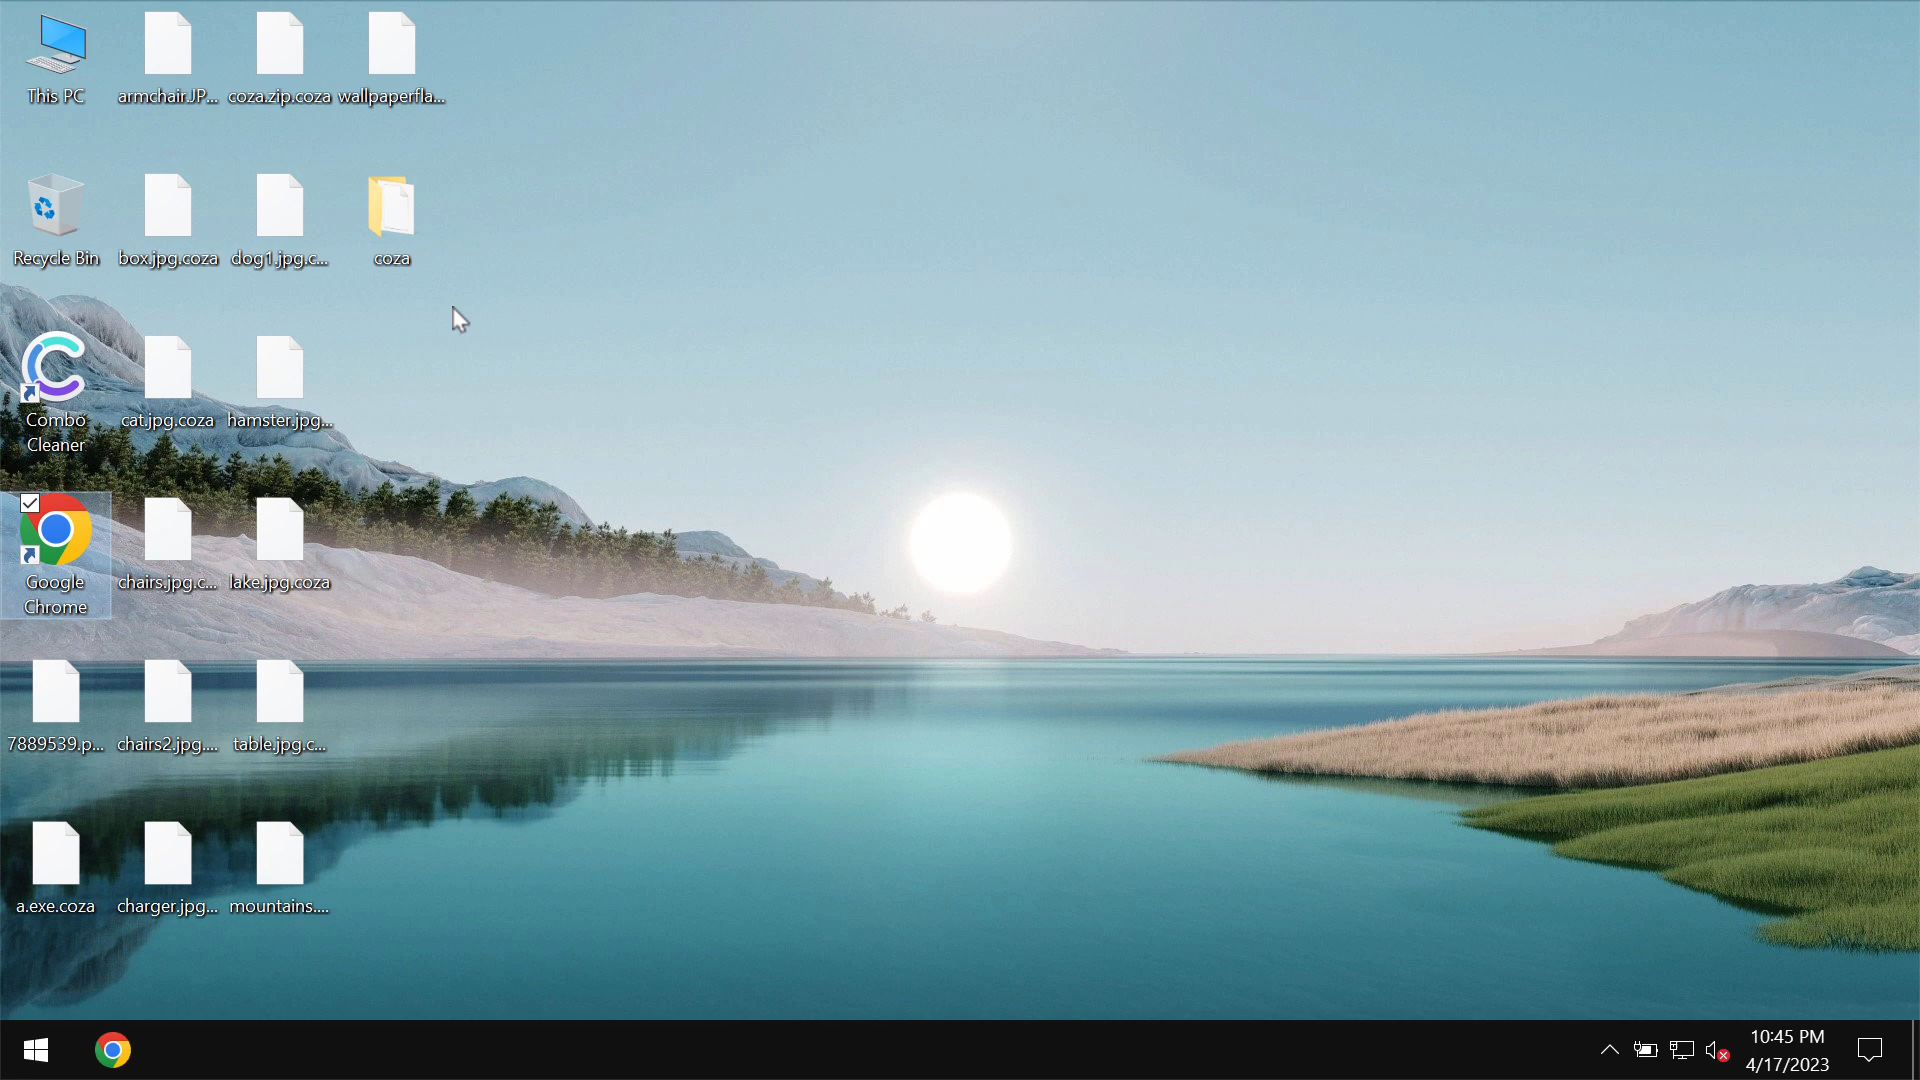 This PC
armchair.JP...
coza.zip.coza
wallpaperfla...
Recycle Bin
box.jpg.coza
dog1.jpg.c...
coza
Combo
Cleaner
cat.jpg.coza
hamster.jpg...
Google
Chrome
chairs.jpg.c...
lake.jpg.coza
7889539.p...
chairs2.jpg....
table.jpg.c...
a.exe.coza
charger.jpg...
mountains....
10:45 PM
4/17/2023